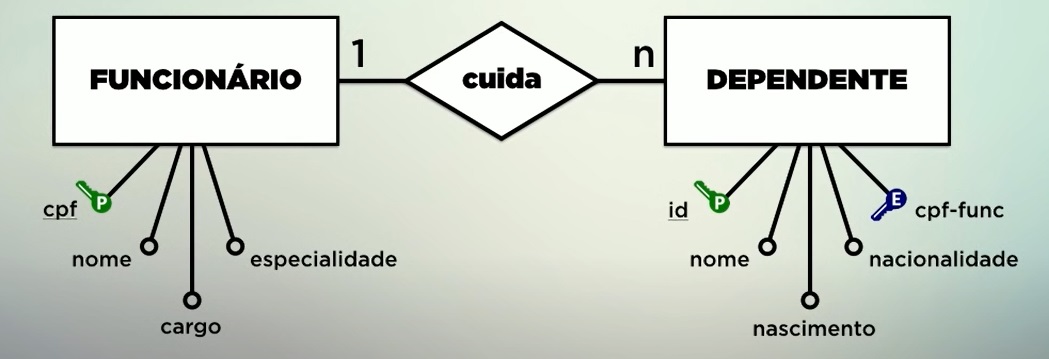 FUNCIONÁRIO
1
cuida
n
DEPENDENTE
cpf
P
nome
cargo
especialidade
id
P
nome
nascimento
nacionalidade
E
cpf-func